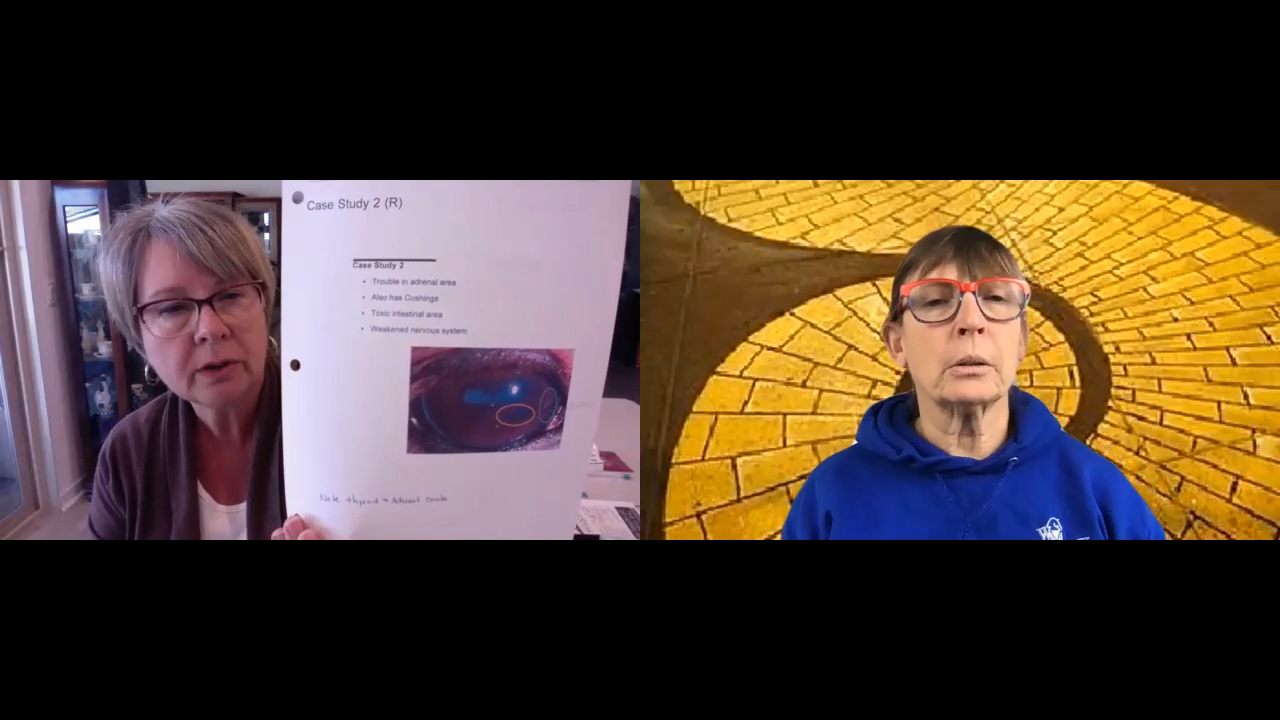 Case Study 2 (R)
Case Study 2
• Trouble in adrenal area
• Also has Cushings
• Toxic intestinal area
• Weakened nervous system
Note thyroid + Adrenal
W